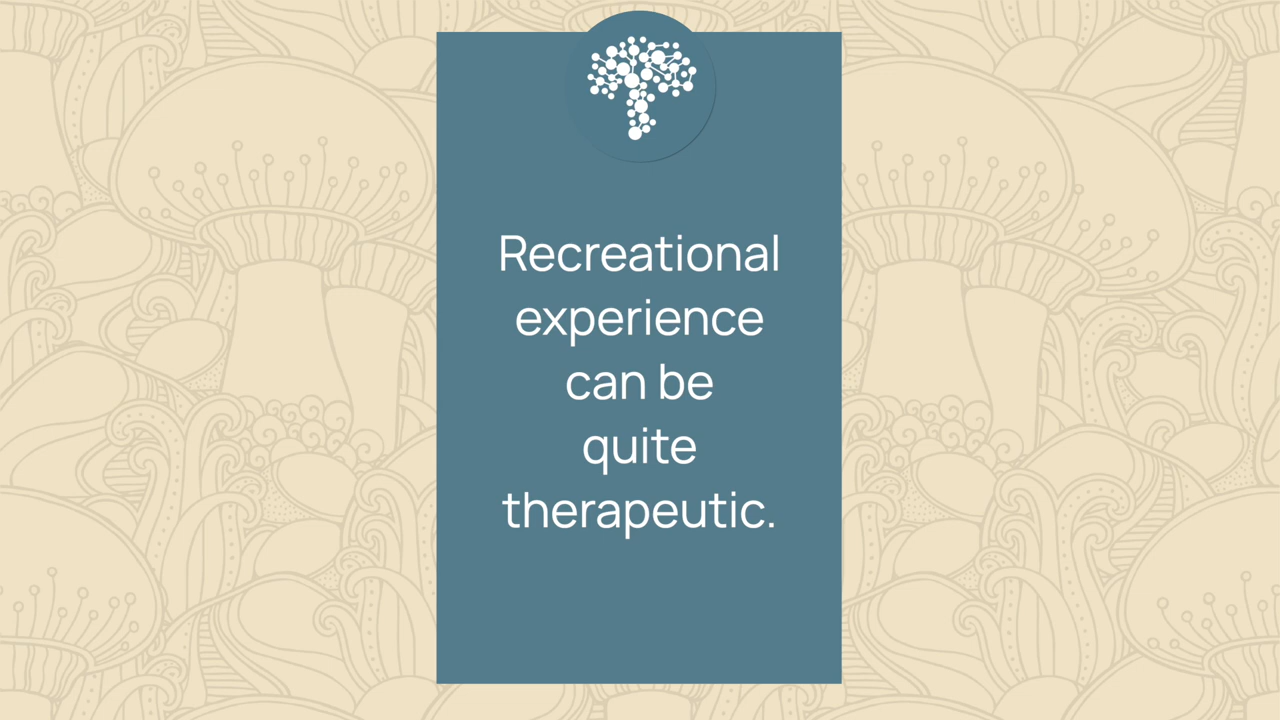 Recreational
experience
can be
quite
therapeutic.